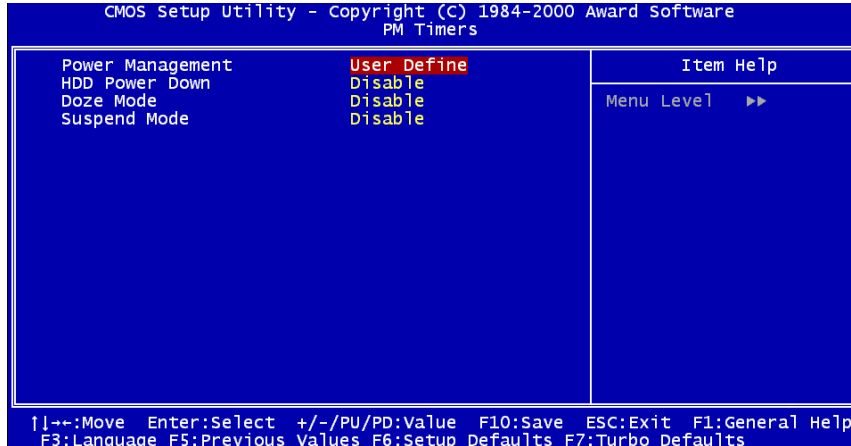 CMOS Setup Utility - Copyright (C) 1984-2000 Award Software
PM Timers
Power Management User Define
HDD Power Down Disable
Doze Mode Disable
Suspend Mode Disable
Item Help
Menu Level ▶▶
↑↓→←:Move Enter:Select +/-/PU/PD:Value F10:Save ESC:Exit F1:General Help
F3:Language F5:Previous Values F6:Setup Defaults F7:Turbo Defaults